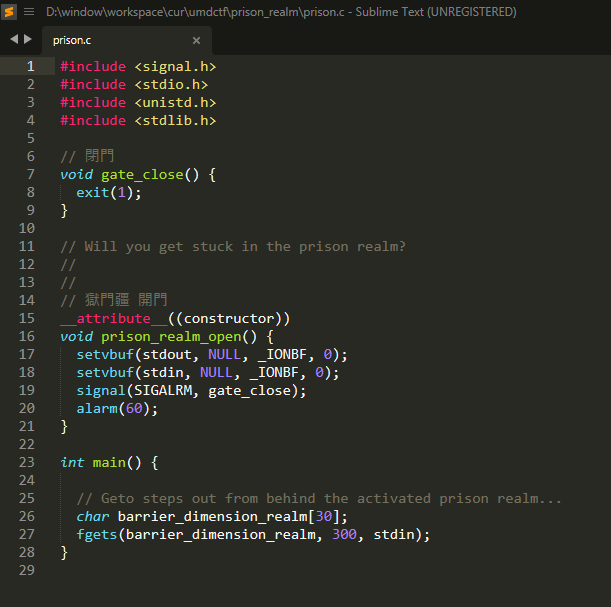 D:\window\workspace\cur\umdctf\prison_realm\prison.c - Sublime Text (UNREGISTERED)
prison.c
1 #include <signal.h>
2 #include <stdio.h>
3 #include <unistd.h>
4 #include <stdlib.h>
5
6 // 閉門
7 void gate_close() {
8   exit(1);
9 }
10
11 // Will you get stuck in the prison realm?
12 //
13 //
14 // 獄門疆 開門
15 __attribute__((constructor))
16 void prison_realm_open() {
17   setvbuf(stdout, NULL, _IONBF, 0);
18   setvbuf(stdin, NULL, _IONBF, 0);
19   signal(SIGALRM, gate_close);
20   alarm(60);
21 }
22
23 int main() {
24
25   // Geto steps out from behind the activated prison realm...
26   char barrier_dimension_realm[30];
27   fgets(barrier_dimension_realm, 300, stdin);
28 }
29